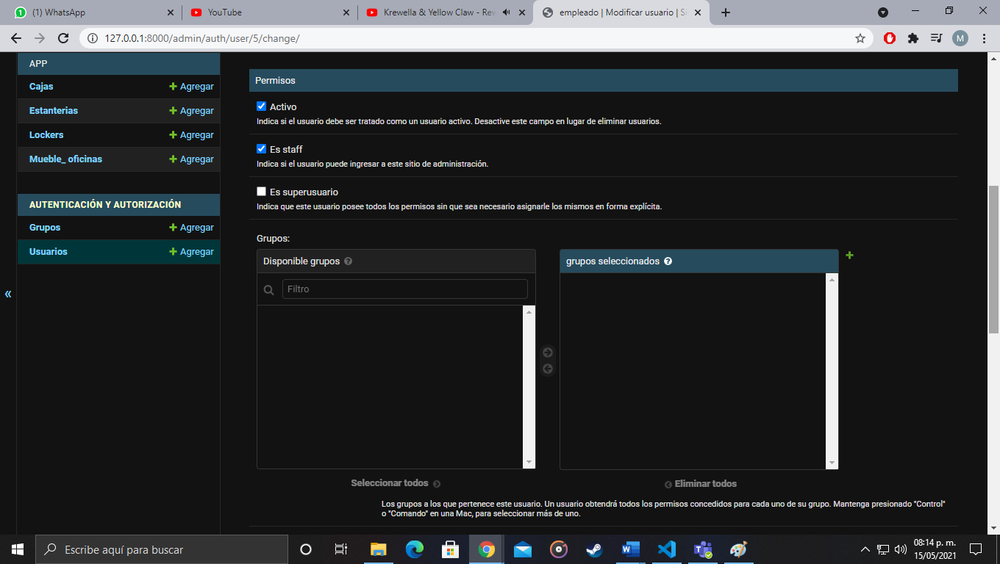 (1) WhatsApp
YouTube
Krewella & Yellow Claw - Rew
empleado | Modificar usuario | Si
127.0.0.1:8000/admin/auth/user/5/change/
M
APP
Cajas Agregar
Estanterias Agregar
Lockers Agregar
Mueble_ oficinas Agregar
AUTENTICACIÓN Y AUTORIZACIÓN
Grupos Agregar
Usuarios Agregar
«
Permisos
Activo
Indica si el usuario debe ser tratado como un usuario activo. Desactive este campo en lugar de eliminar usuarios.
Es staff
Indica si el usuario puede ingresar a este sitio de administración.
Es superusuario
Indica que este usuario posee todos los permisos sin que sea necesario asignarle los mismos en forma explícita.
Grupos:
Disponible grupos ?
Filtro
Seleccionar todos
grupos seleccionados ?
Eliminar todos
Los grupos a los que pertenece este usuario. Un usuario obtendrá todos los permisos concedidos para cada uno de su grupo. Mantenga presionado "Control"
o "Comando" en una Mac, para seleccionar más de uno.
Escribe aquí para buscar
08:14 p. m.
15/05/2021